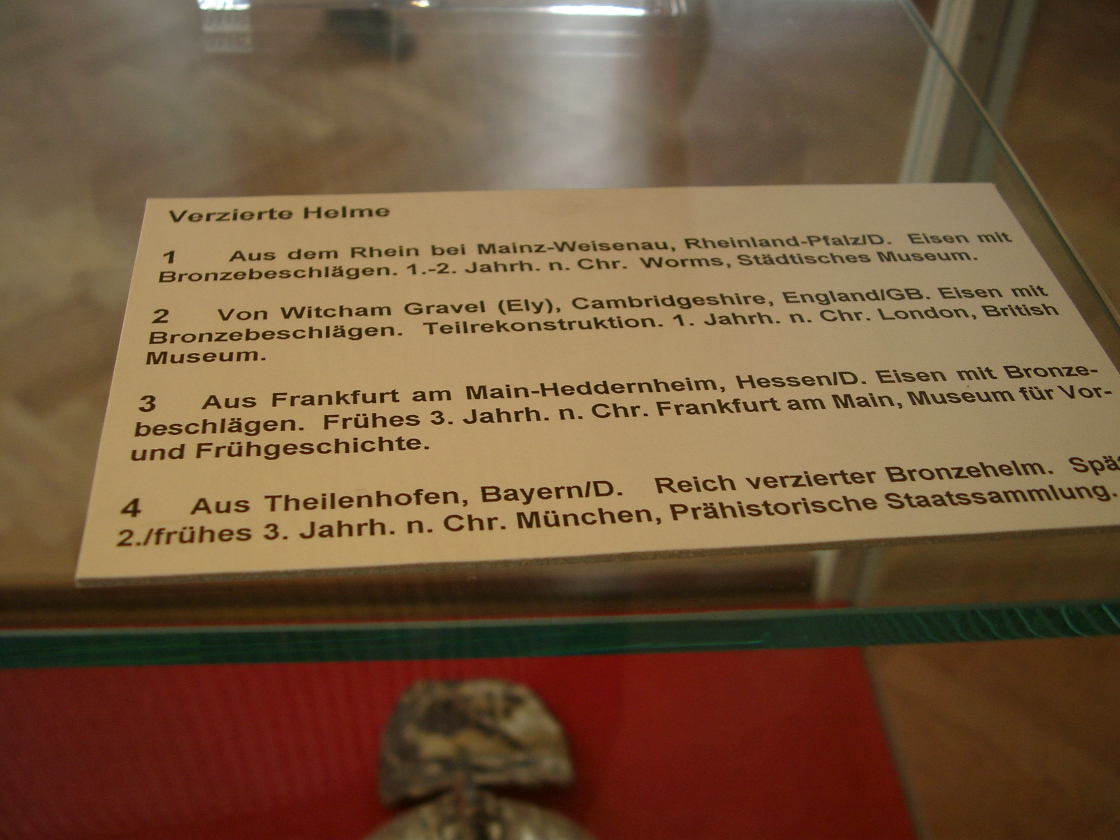 Verzierte Helme
1 Aus dem Rhein bei Mainz-Weisenau, Rheinland-Pfalz/D. Eisen mit
Bronzebeschlägen. 1.-2. Jahrh. n. Chr. Worms, Städtisches Museum.
2 Von Witcham Gravel (Ely), Cambridgeshire, England/GB. Eisen mit
Bronzebeschlägen. Teilrekonstruktion. 1. Jahrh. n. Chr. London, British
Museum.
3 Aus Frankfurt am Main-Heddernheim, Hessen/D. Eisen mit Bronze-
beschlägen. Frühes 3. Jahrh. n. Chr. Frankfurt am Main, Museum für Vor-
und Frühgeschichte.
4 Aus Theilenhofen, Bayern/D. Reich verzierter Bronzehelm.
2./frühes 3. Jahrh. n. Chr. München, Prähistorische Staatssammlung.